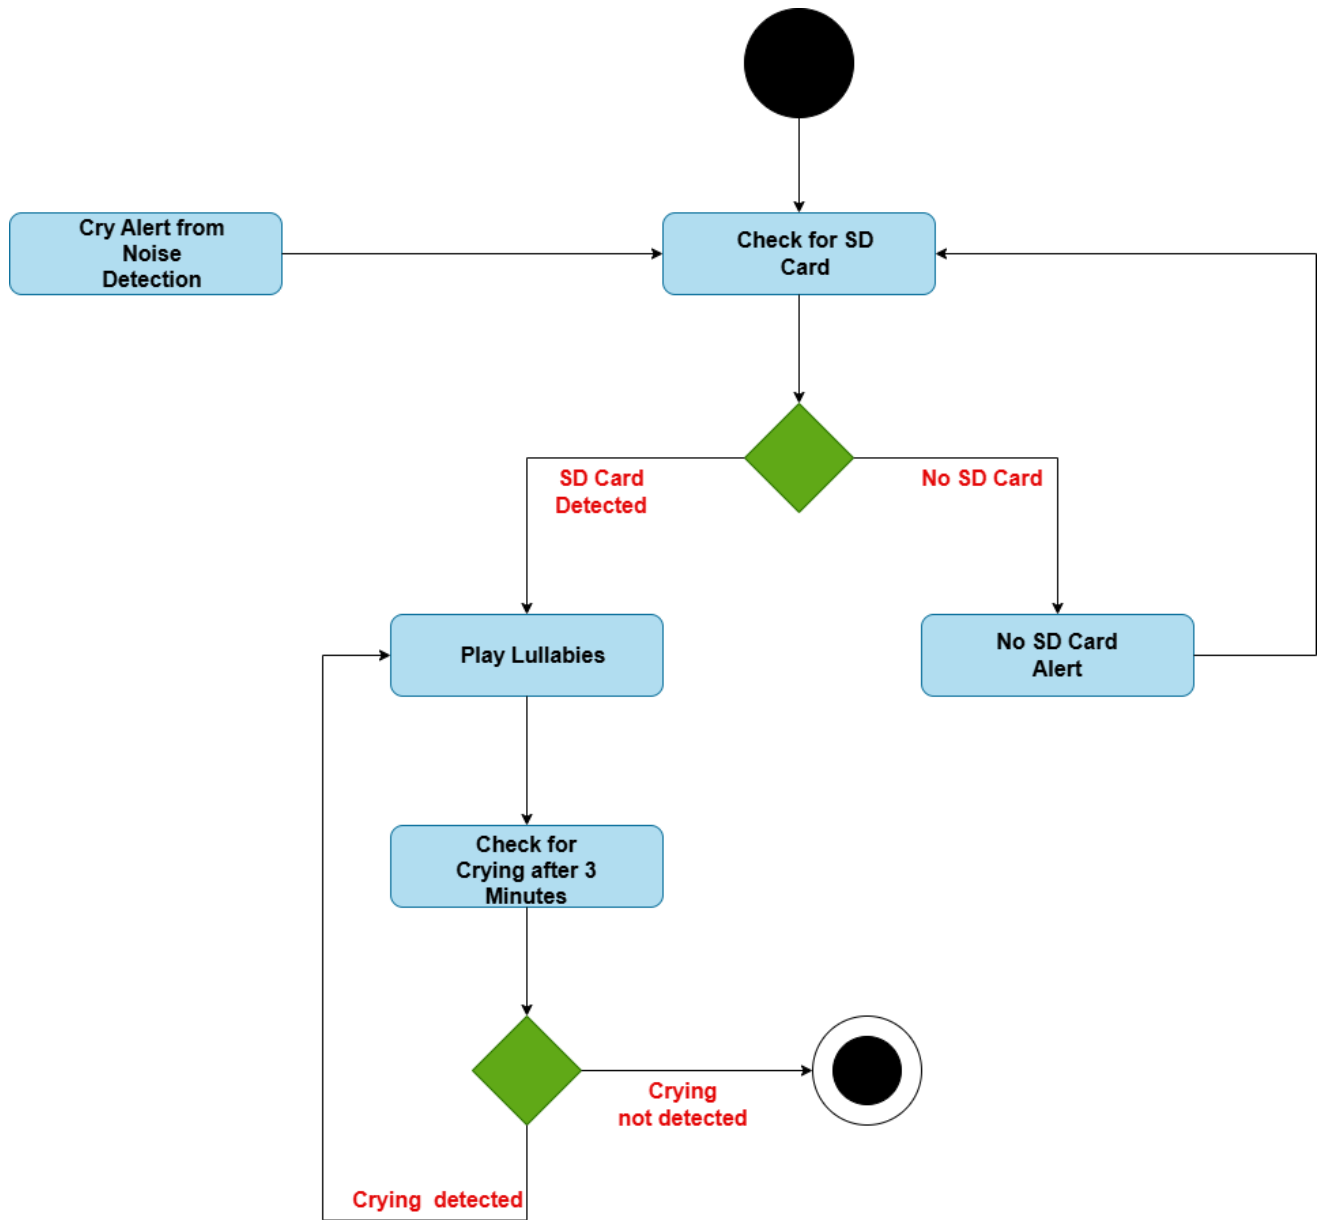 Cry Alert from
Noise
Detection
Check for SD
Card
SD Card
Detected
No SD Card
Play Lullabies
No SD Card
Alert
Check for
Crying after 3
Minutes
Crying
not detected
Crying detected